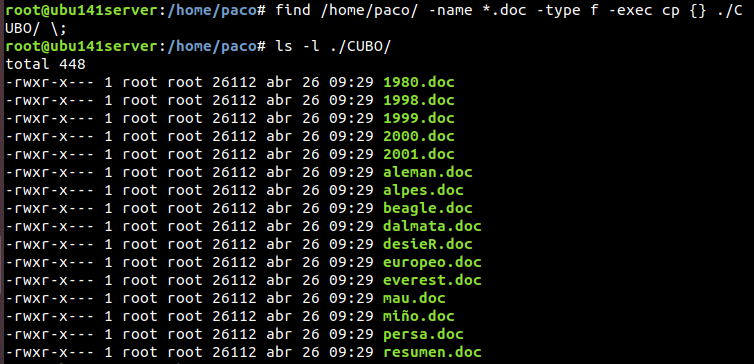 root@ubu141server:/home/paco# find /home/paco/ -name *.doc -type f -exec cp {} ./C
UBO/ \;
root@ubu141server:/home/paco# ls -l ./CUBO/
total 448
-rwxr-x--- 1 root root 26112 abr 26 09:29 1980.doc
-rwxr-x--- 1 root root 26112 abr 26 09:29 1998.doc
-rwxr-x--- 1 root root 26112 abr 26 09:29 1999.doc
-rwxr-x--- 1 root root 26112 abr 26 09:29 2000.doc
-rwxr-x--- 1 root root 26112 abr 26 09:29 2001.doc
-rwxr-x--- 1 root root 26112 abr 26 09:29 aleman.doc
-rwxr-x--- 1 root root 26112 abr 26 09:29 alpes.doc
-rwxr-x--- 1 root root 26112 abr 26 09:29 beagle.doc
-rwxr-x--- 1 root root 26112 abr 26 09:29 dalmata.doc
-rwxr-x--- 1 root root 26112 abr 26 09:29 desieR.doc
-rwxr-x--- 1 root root 26112 abr 26 09:29 europeo.doc
-rwxr-x--- 1 root root 26112 abr 26 09:29 everest.doc
-rwxr-x--- 1 root root 26112 abr 26 09:29 mau.doc
-rwxr-x--- 1 root root 26112 abr 26 09:29 miño.doc
-rwxr-x--- 1 root root 26112 abr 26 09:29 persa.doc
-rwxr-x--- 1 root root 26112 abr 26 09:29 resumen.doc